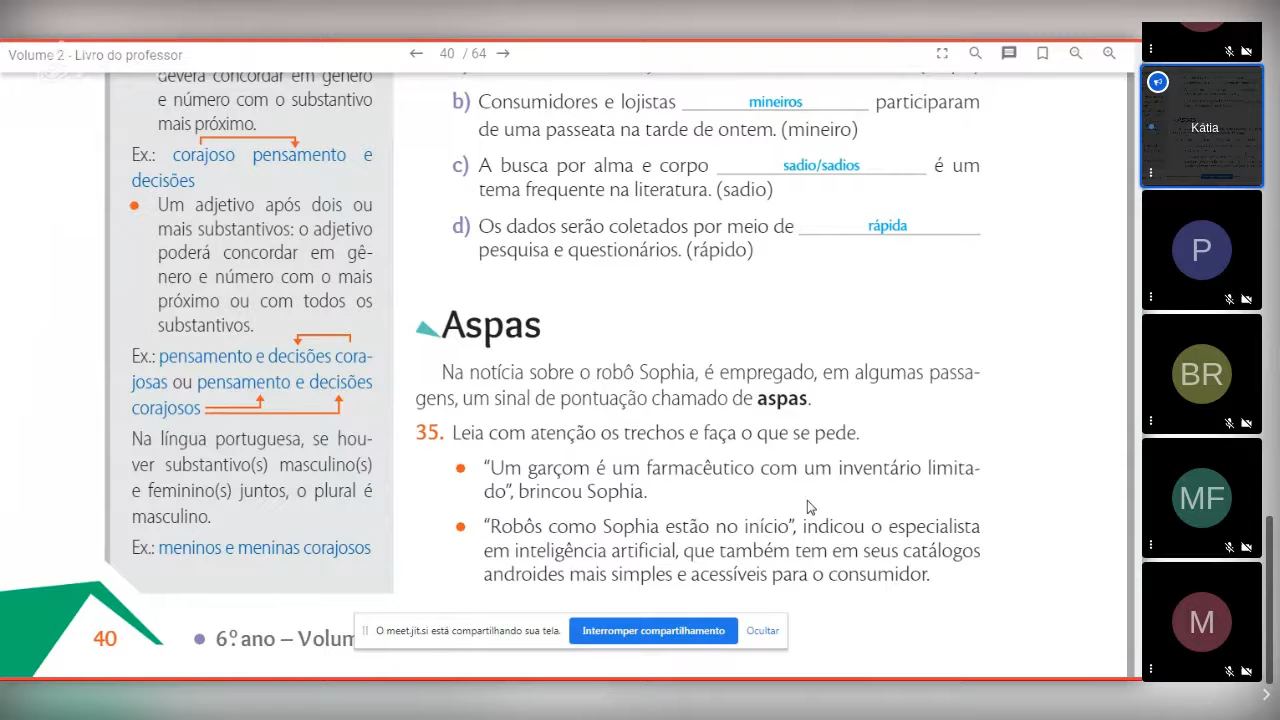 Volume 2 - Livro do professor
40 / 64
deverá concordar em gênero
e número com o substantivo
mais próximo.
Ex.: corajoso pensamento e
decisões
Um adjetivo após dois ou
mais substantivos: o adjetivo
poderá concordar em gê-
nero e número com o mais
próximo ou com todos os
substantivos.
Ex.: pensamento e decisões cora-
josas ou pensamento e decisões
corajosos
Na língua portuguesa, se hou-
ver substantivo(s) masculino(s)
e feminino(s) juntos, o plural é
masculino.
Ex.: meninos e meninas corajosos
40
6º. ano – Volum
b) Consumidores e lojistas mineiros participaram
de uma passeata na tarde de ontem. (mineiro)
c) A busca por alma e corpo sadio/sadios é um
tema frequente na literatura. (sadio)
d) Os dados serão coletados por meio de rápida
pesquisa e questionários. (rápido)
Aspas
Na notícia sobre o robô Sophia, é empregado, em algumas passa-
gens, um sinal de pontuação chamado de aspas.
35. Leia com atenção os trechos e faça o que se pede.
“Um garçom é um farmacêutico com um inventário limita-
do”, brincou Sophia.
“Robôs como Sophia estão no início”, indicou o especialista
em inteligência artificial, que também tem em seus catálogos
androides mais simples e acessíveis para o consumidor.
O meet.jit.si está compartilhando sua tela.
Interromper compartilhamento
Ocultar
Kátia
P
BR
MF
M